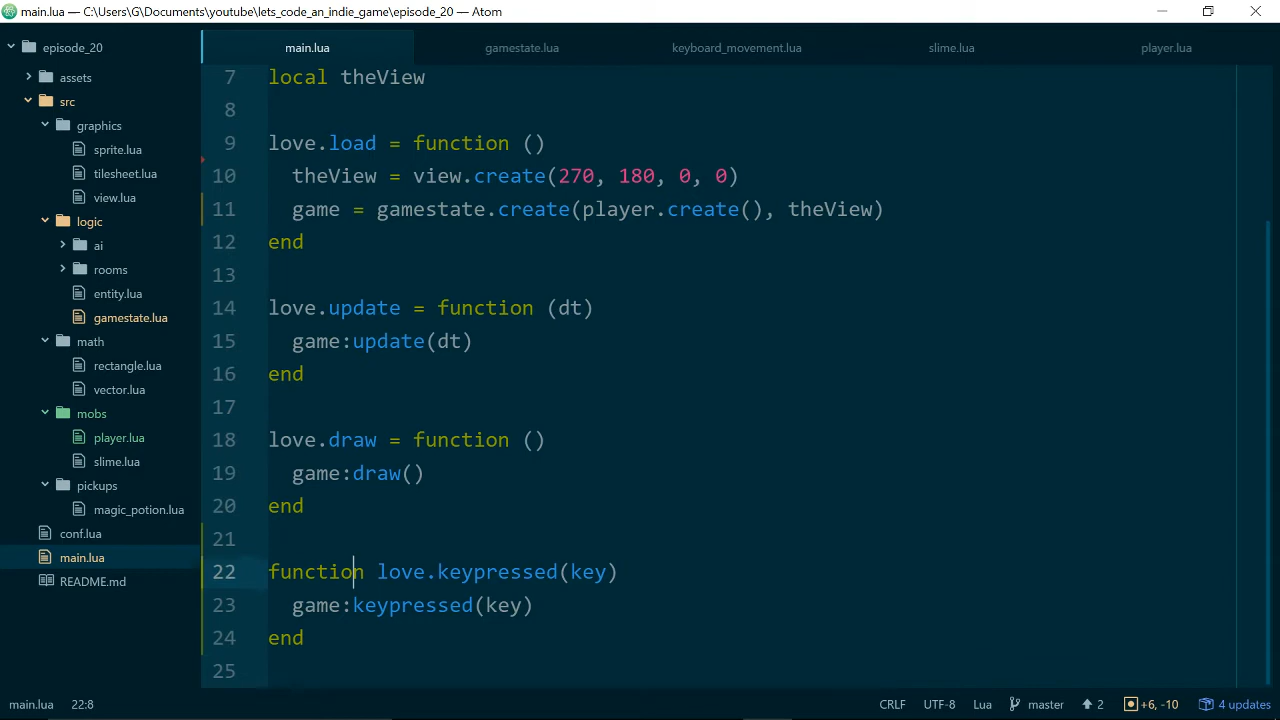 main.lua — C:\Users\G\Documents\youtube\lets_code_an_indie_game\episode_20 — Atom
episode_20
assets
src
graphics
sprite.lua
tilesheet.lua
view.lua
logic
ai
rooms
entity.lua
gamestate.lua
math
rectangle.lua
vector.lua
mobs
player.lua
slime.lua
pickups
magic_potion.lua
conf.lua
main.lua
README.md
main.lua gamestate.lua keyboard_movement.lua slime.lua player.lua
7 local theView
8
9 love.load = function ()
10 theView = view.create(270, 180, 0, 0)
11 game = gamestate.create(player.create(), theView)
12 end
13
14 love.update = function (dt)
15 game:update(dt)
16 end
17
18 love.draw = function ()
19 game:draw()
20 end
21
22 function love.keypressed(key)
23 game:keypressed(key)
24 end
25
main.lua 22:8 CRLF UTF-8 Lua master 2 +6, -10 4 updates